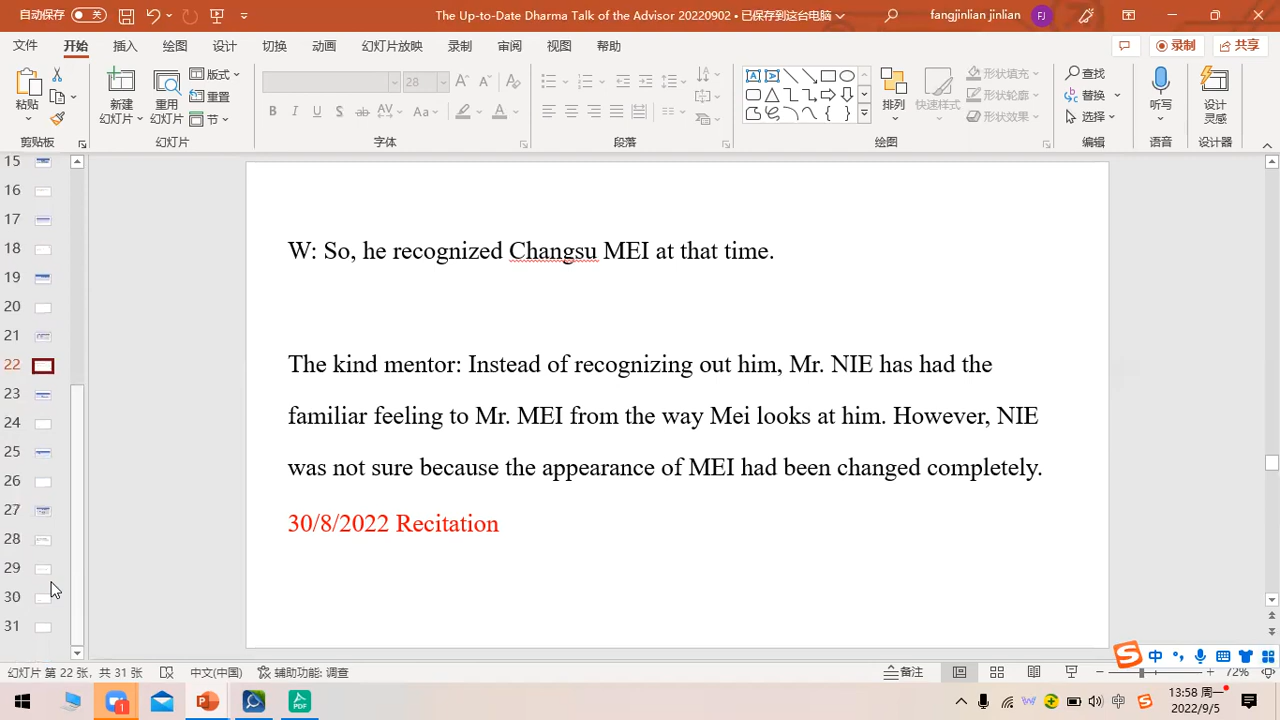 自动保存
The Up-to-Date Dharma Talk of the Advisor 20220902 • 已保存到这台电脑
fangjinlian jinlian FJ
文件 开始 插入 绘图 设计 切换 动画 幻灯片放映 录制 审阅 视图 帮助 录制 共享
粘贴 新建 幻灯片 重用 幻灯片 版式 重置 节 28 排列 快速样式 形状填充 形状轮廓 形状效果 查找 替换 选择 听写 设计 灵感
剪贴板 幻灯片 字体 段落 绘图 编辑 语音 设计器
15
16
17
18
19
20
21
22
23
24
25
26
27
28
29
30
31
W: So, he recognized Changsu MEI at that time.
The kind mentor: Instead of recognizing out him, Mr. NIE has had the
familiar feeling to Mr. MEI from the way Mei looks at him. However, NIE
was not sure because the appearance of MEI had been changed completely.
30/8/2022 Recitation
幻灯片 第 22 张，共 31 张 中文(中国) 辅助功能: 调查 备注 72%
中
13:58 周一
2022/9/5